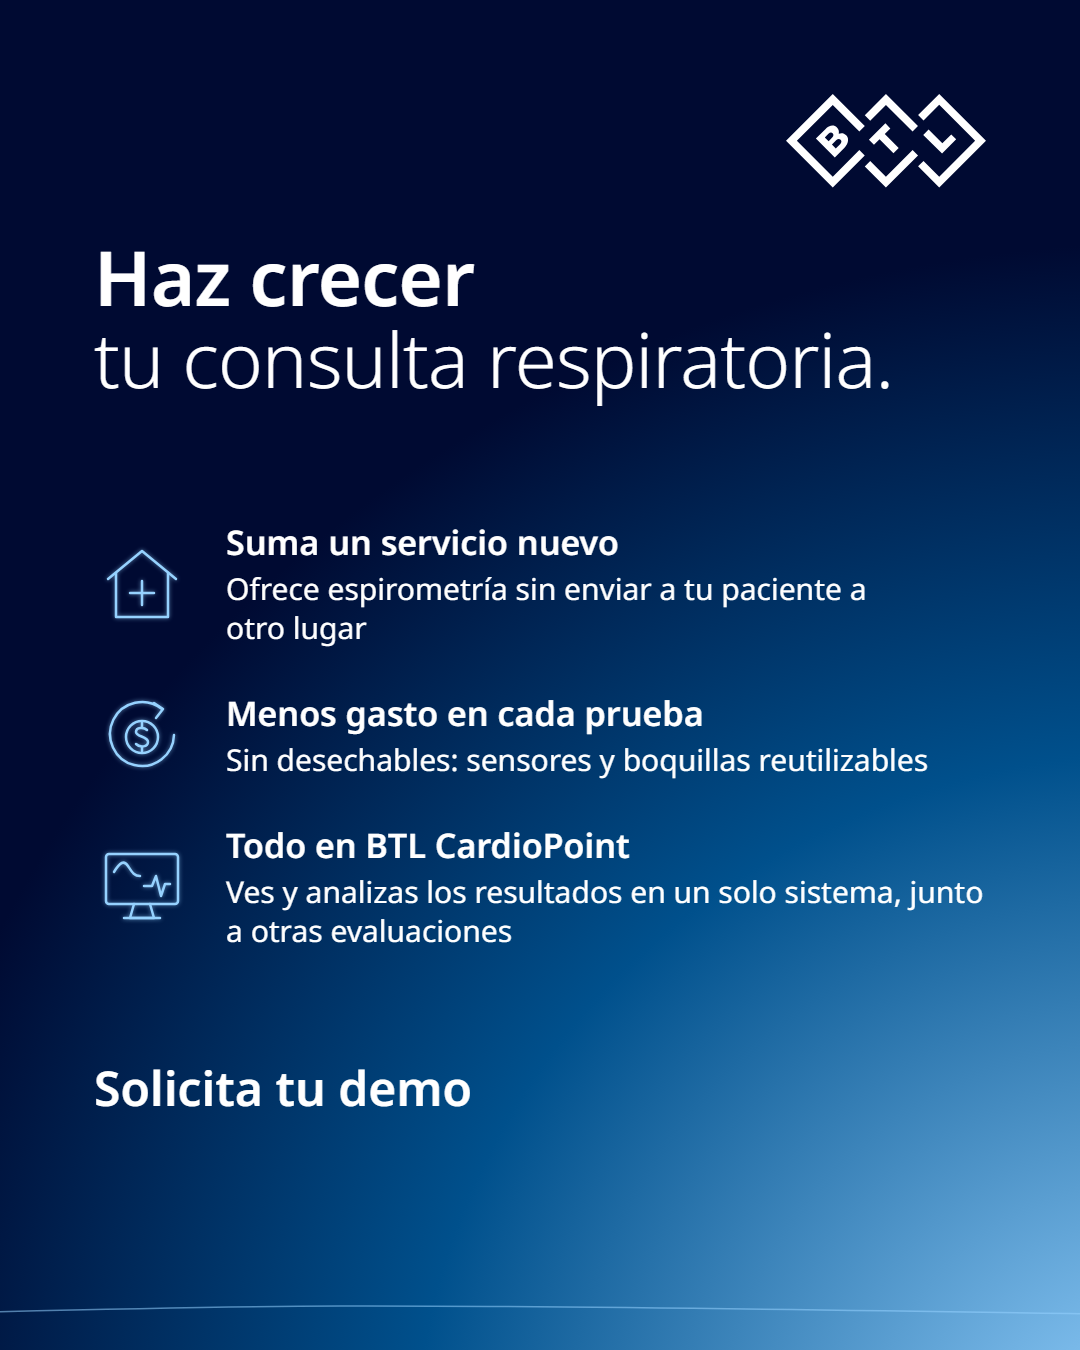 BTL
Haz crecer
tu consulta respiratoria.
Suma un servicio nuevo
Ofrece espirometría sin enviar a tu paciente a
otro lugar
Menos gasto en cada prueba
Sin desechables: sensores y boquillas reutilizables
Todo en BTL CardioPoint
Ves y analizas los resultados en un solo sistema, junto
a otras evaluaciones
Solicita tu demo